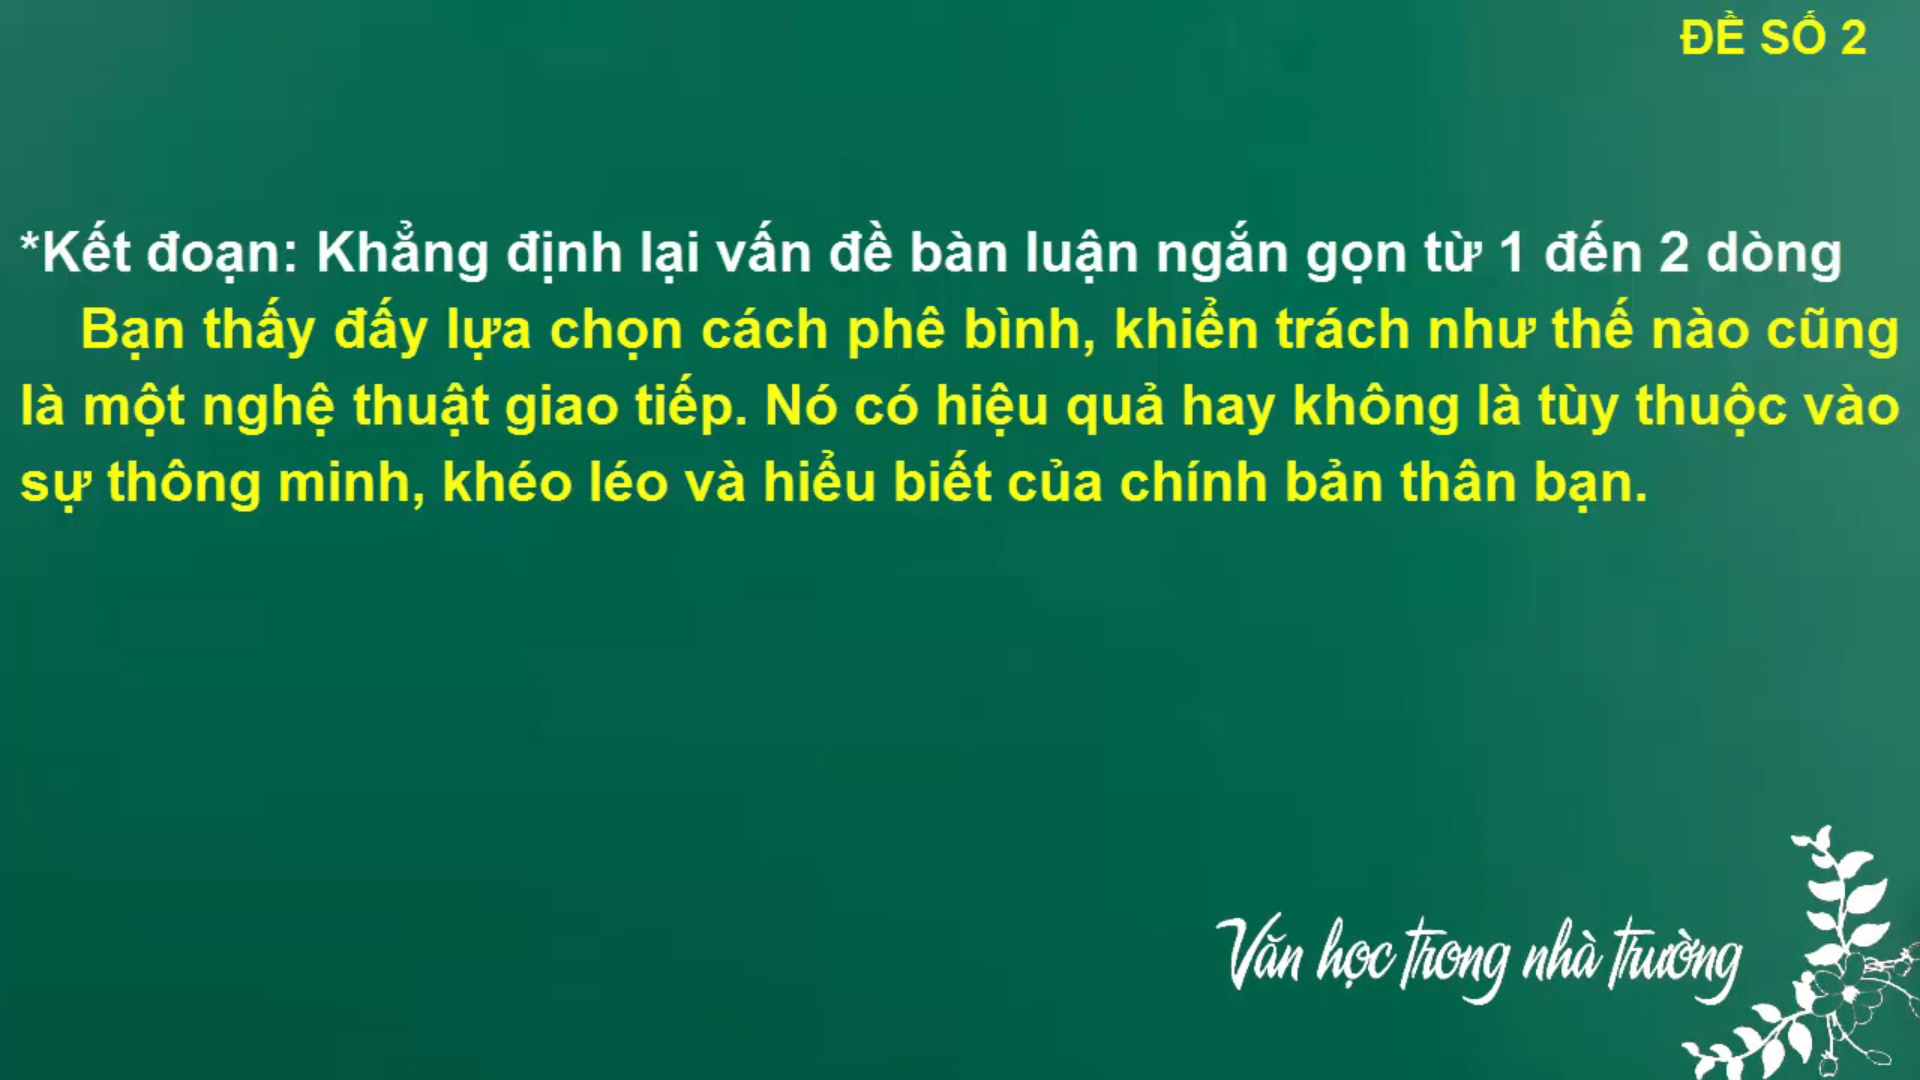 ĐỀ SỐ 2
*Kết đoạn: Khẳng định lại vấn đề bàn luận ngắn gọn từ 1 đến 2 dòng
Bạn thấy đấy lựa chọn cách phê bình, khiển trách như thế nào cũng
là một nghệ thuật giao tiếp. Nó có hiệu quả hay không là tùy thuộc vào
sự thông minh, khéo léo và hiểu biết của chính bản thân bạn.
Văn học trong nhà trường